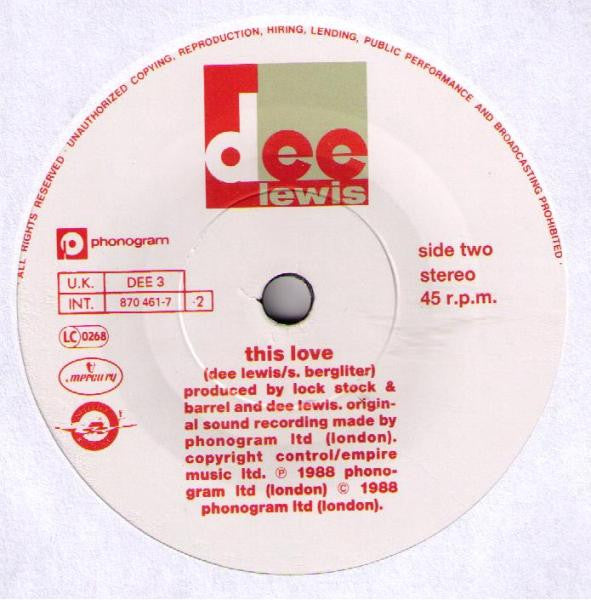 · ALL RIGHTS RESERVED · UNAUTHORIZED COPYING, REPRODUCTION, HIRING, LENDING, PUBLIC PERFORMANCE AND BROADCASTING PROHIBITED ·
dee
lewis
p phonogram
U.K. DEE 3
INT. 870 461-7 ·2
LC 0268
mercury
side two
stereo
45 r.p.m.
this love
(dee lewis/s. bergliter)
produced by lock stock &
barrel and dee lewis. origin-
al sound recording made by
phonogram ltd (london).
copyright control/empire
music ltd. ℗ 1988 phono-
gram ltd (london) © 1988
phonogram ltd (london).